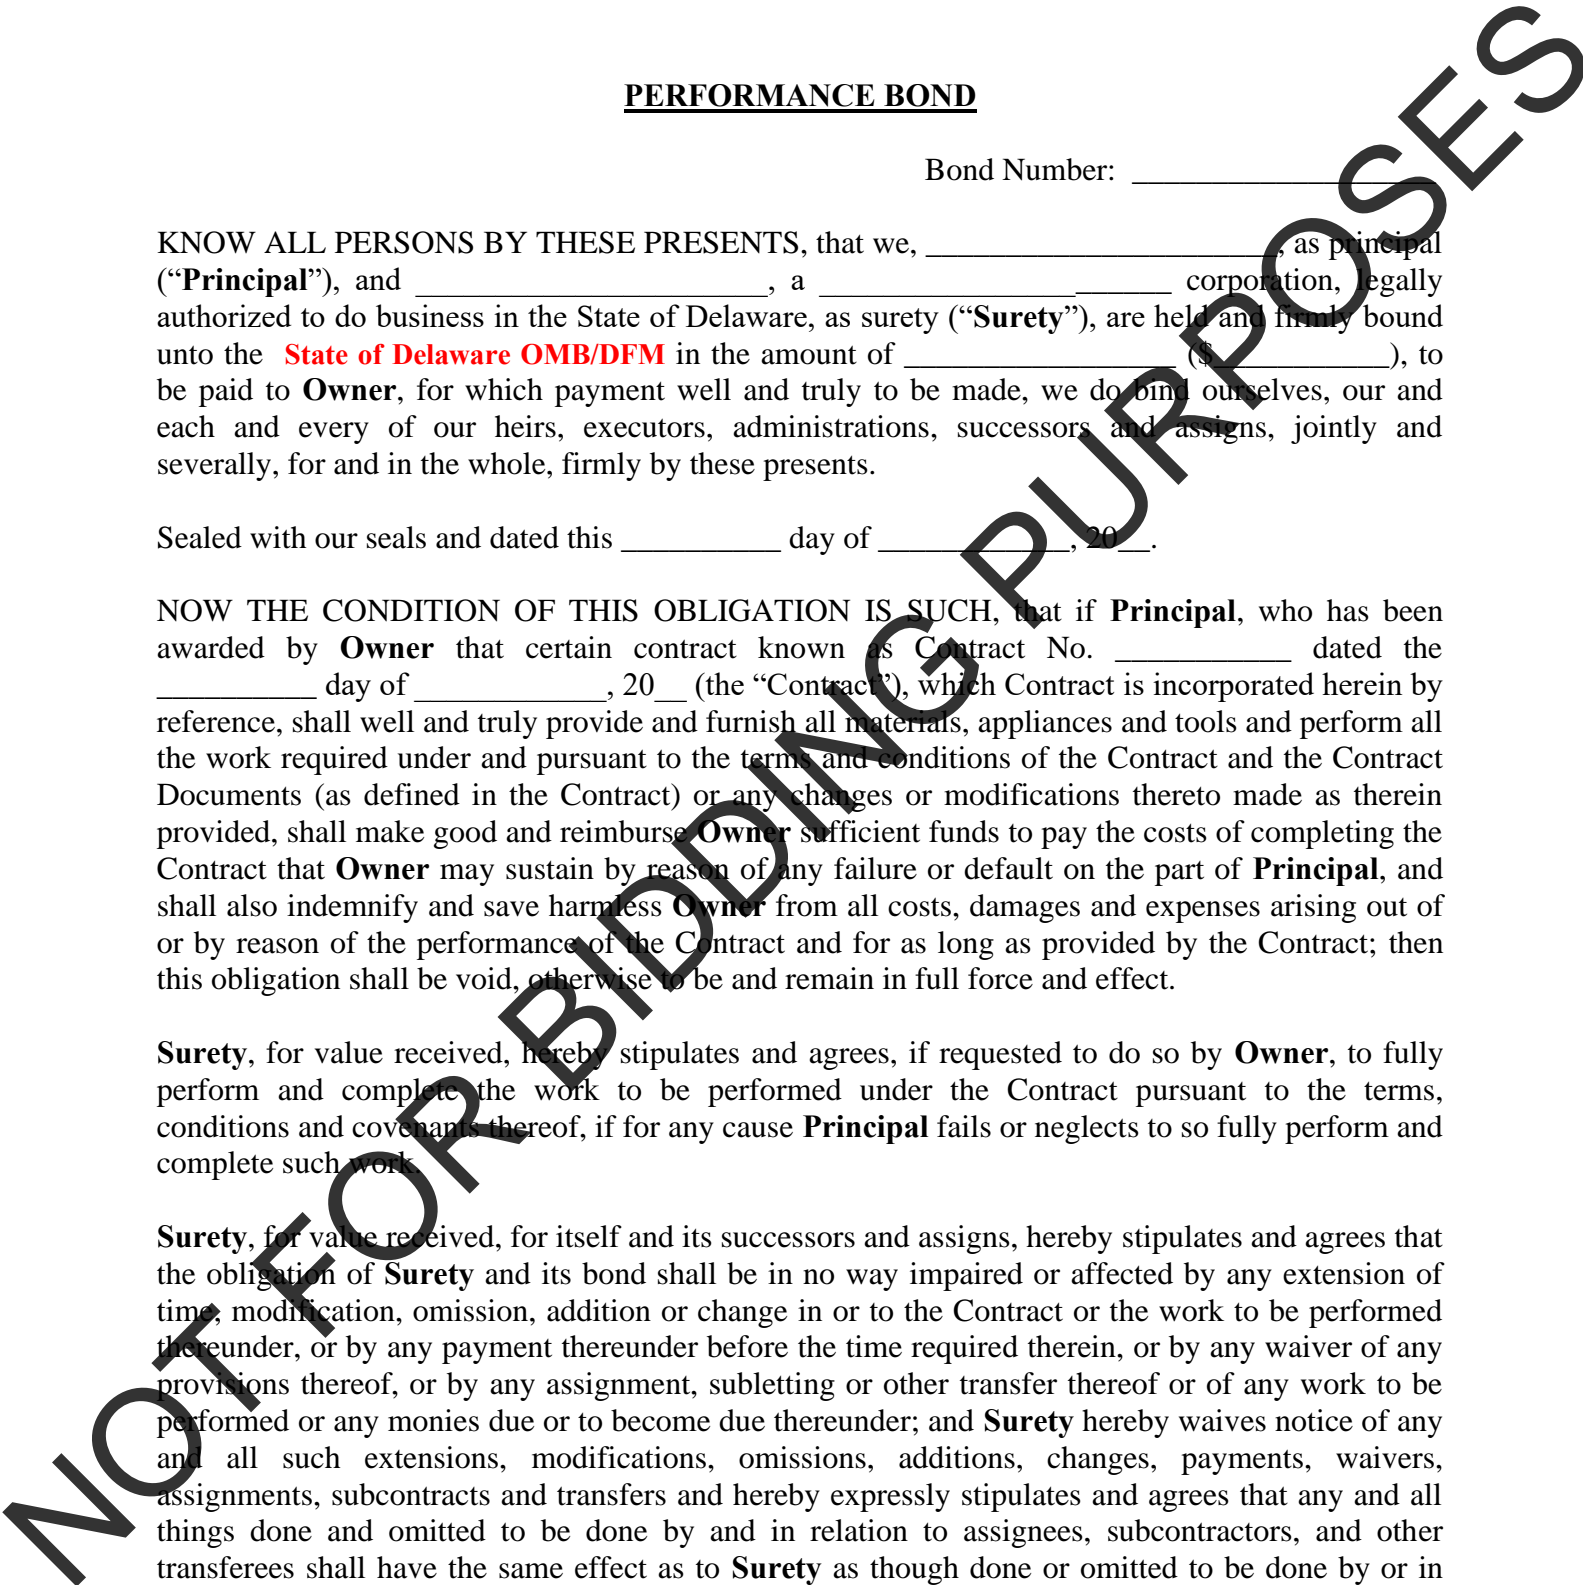 PERFORMANCE BOND
Bond Number: ___________________
KNOW ALL PERSONS BY THESE PRESENTS, that we, ______________________, as principal
(“Principal”), and ______________________, a ______________________ corporation, legally
authorized to do business in the State of Delaware, as surety (“Surety”), are held and firmly bound
unto the State of Delaware OMB/DFM in the amount of _________________ ($___________), to
be paid to Owner, for which payment well and truly to be made, we do bind ourselves, our and
each and every of our heirs, executors, administrations, successors and assigns, jointly and
severally, for and in the whole, firmly by these presents.
Sealed with our seals and dated this __________ day of ____________, 20__.
NOW THE CONDITION OF THIS OBLIGATION IS SUCH, that if Principal, who has been
awarded by Owner that certain contract known as Contract No. ___________ dated the
__________ day of ____________, 20__ (the “Contract”), which Contract is incorporated herein by
reference, shall well and truly provide and furnish all materials, appliances and tools and perform all
the work required under and pursuant to the terms and conditions of the Contract and the Contract
Documents (as defined in the Contract) or any changes or modifications thereto made as therein
provided, shall make good and reimburse Owner sufficient funds to pay the costs of completing the
Contract that Owner may sustain by reason of any failure or default on the part of Principal, and
shall also indemnify and save harmless Owner from all costs, damages and expenses arising out of
or by reason of the performance of the Contract and for as long as provided by the Contract; then
this obligation shall be void, otherwise to be and remain in full force and effect.
Surety, for value received, hereby stipulates and agrees, if requested to do so by Owner, to fully
perform and complete the work to be performed under the Contract pursuant to the terms,
conditions and covenants thereof, if for any cause Principal fails or neglects to so fully perform and
complete such work.
Surety, for value received, for itself and its successors and assigns, hereby stipulates and agrees that
the obligation of Surety and its bond shall be in no way impaired or affected by any extension of
time, modification, omission, addition or change in or to the Contract or the work to be performed
thereunder, or by any payment thereunder before the time required therein, or by any waiver of any
provisions thereof, or by any assignment, subletting or other transfer thereof or of any work to be
performed or any monies due or to become due thereunder; and Surety hereby waives notice of any
and all such extensions, modifications, omissions, additions, changes, payments, waivers,
assignments, subcontracts and transfers and hereby expressly stipulates and agrees that any and all
things done and omitted to be done by and in relation to assignees, subcontractors, and other
transferees shall have the same effect as to Surety as though done or omitted to be done by or in
NOT FOR BIDDING PURPOSES